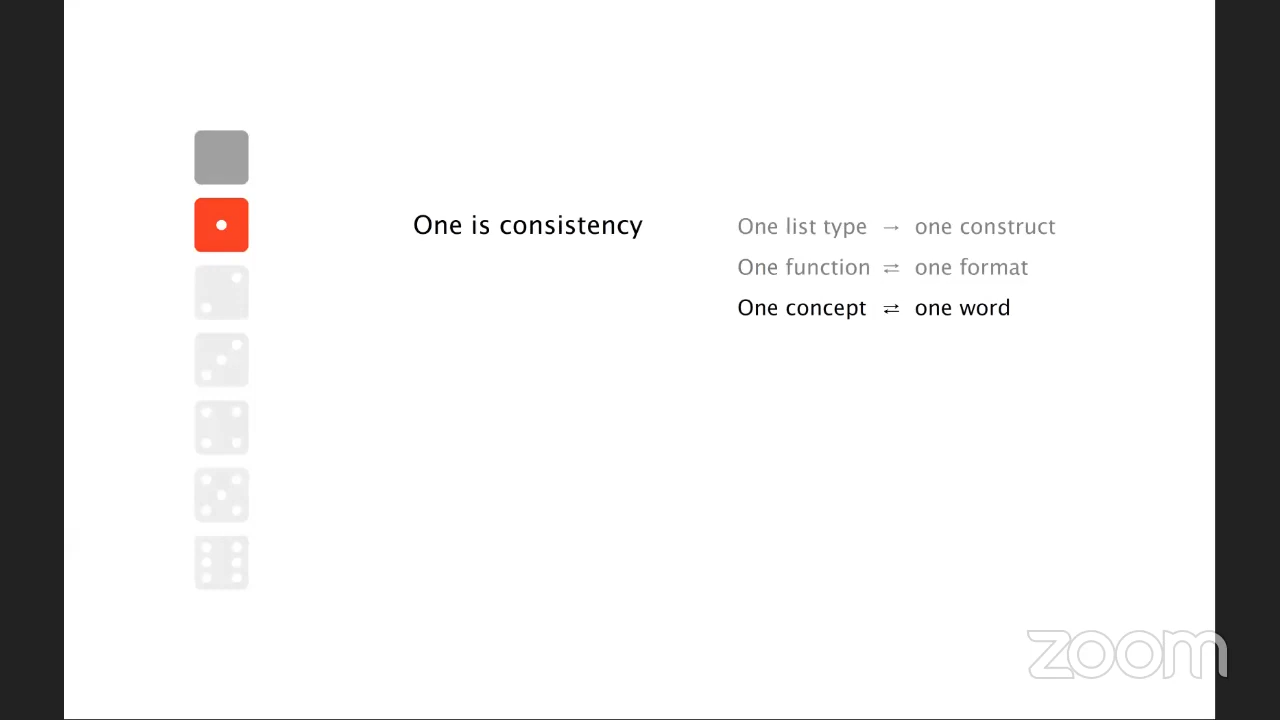 One is consistency
One list type → one construct
One function ⇄ one format
One concept ⇄ one word
zoom